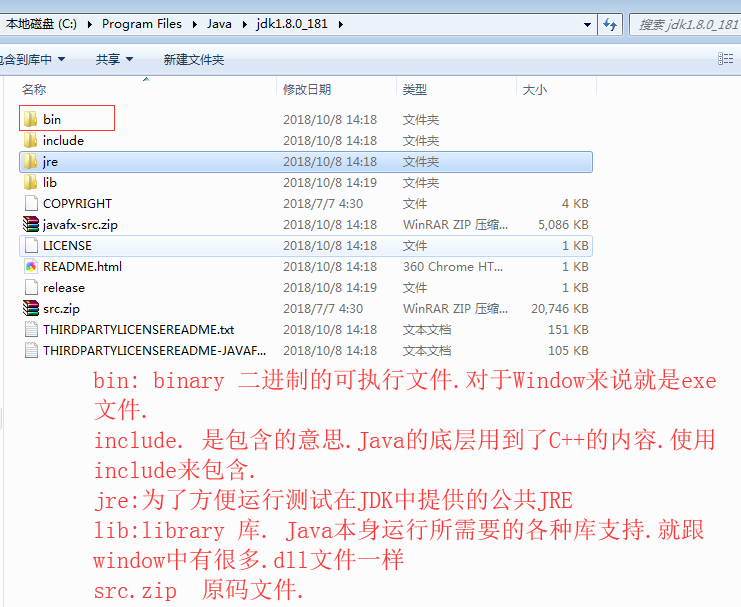 本地磁盘 (C:) ▸ Program Files ▸ Java ▸ jdk1.8.0_181 ▸ 搜索 jdk1.8.0_181
含到库中 共享 新建文件夹
名称 修改日期 类型 大小
bin 2018/10/8 14:18 文件夹
include 2018/10/8 14:18 文件夹
jre 2018/10/8 14:18 文件夹
lib 2018/10/8 14:19 文件夹
COPYRIGHT 2018/7/7 4:30 文件 4 KB
javafx-src.zip 2018/10/8 14:18 WinRAR ZIP 压缩... 5,086 KB
LICENSE 2018/10/8 14:18 文件 1 KB
README.html 2018/10/8 14:18 360 Chrome HT... 1 KB
release 2018/10/8 14:19 文件 1 KB
src.zip 2018/7/7 4:30 WinRAR ZIP 压缩... 20,746 KB
THIRDPARTYLICENSEREADME.txt 2018/10/8 14:18 文本文档 151 KB
THIRDPARTYLICENSEREADME-JAVAF... 2018/10/8 14:18 文本文档 105 KB
bin: binary 二进制的可执行文件.对于Window来说就是exe
文件.
include. 是包含的意思.Java的底层用到了C++的内容.使用
include来包含.
jre:为了方便运行测试在JDK中提供的公共JRE
lib:library 库. Java本身运行所需要的各种库支持.就跟
window中有很多.dll文件一样
src.zip 原码文件.